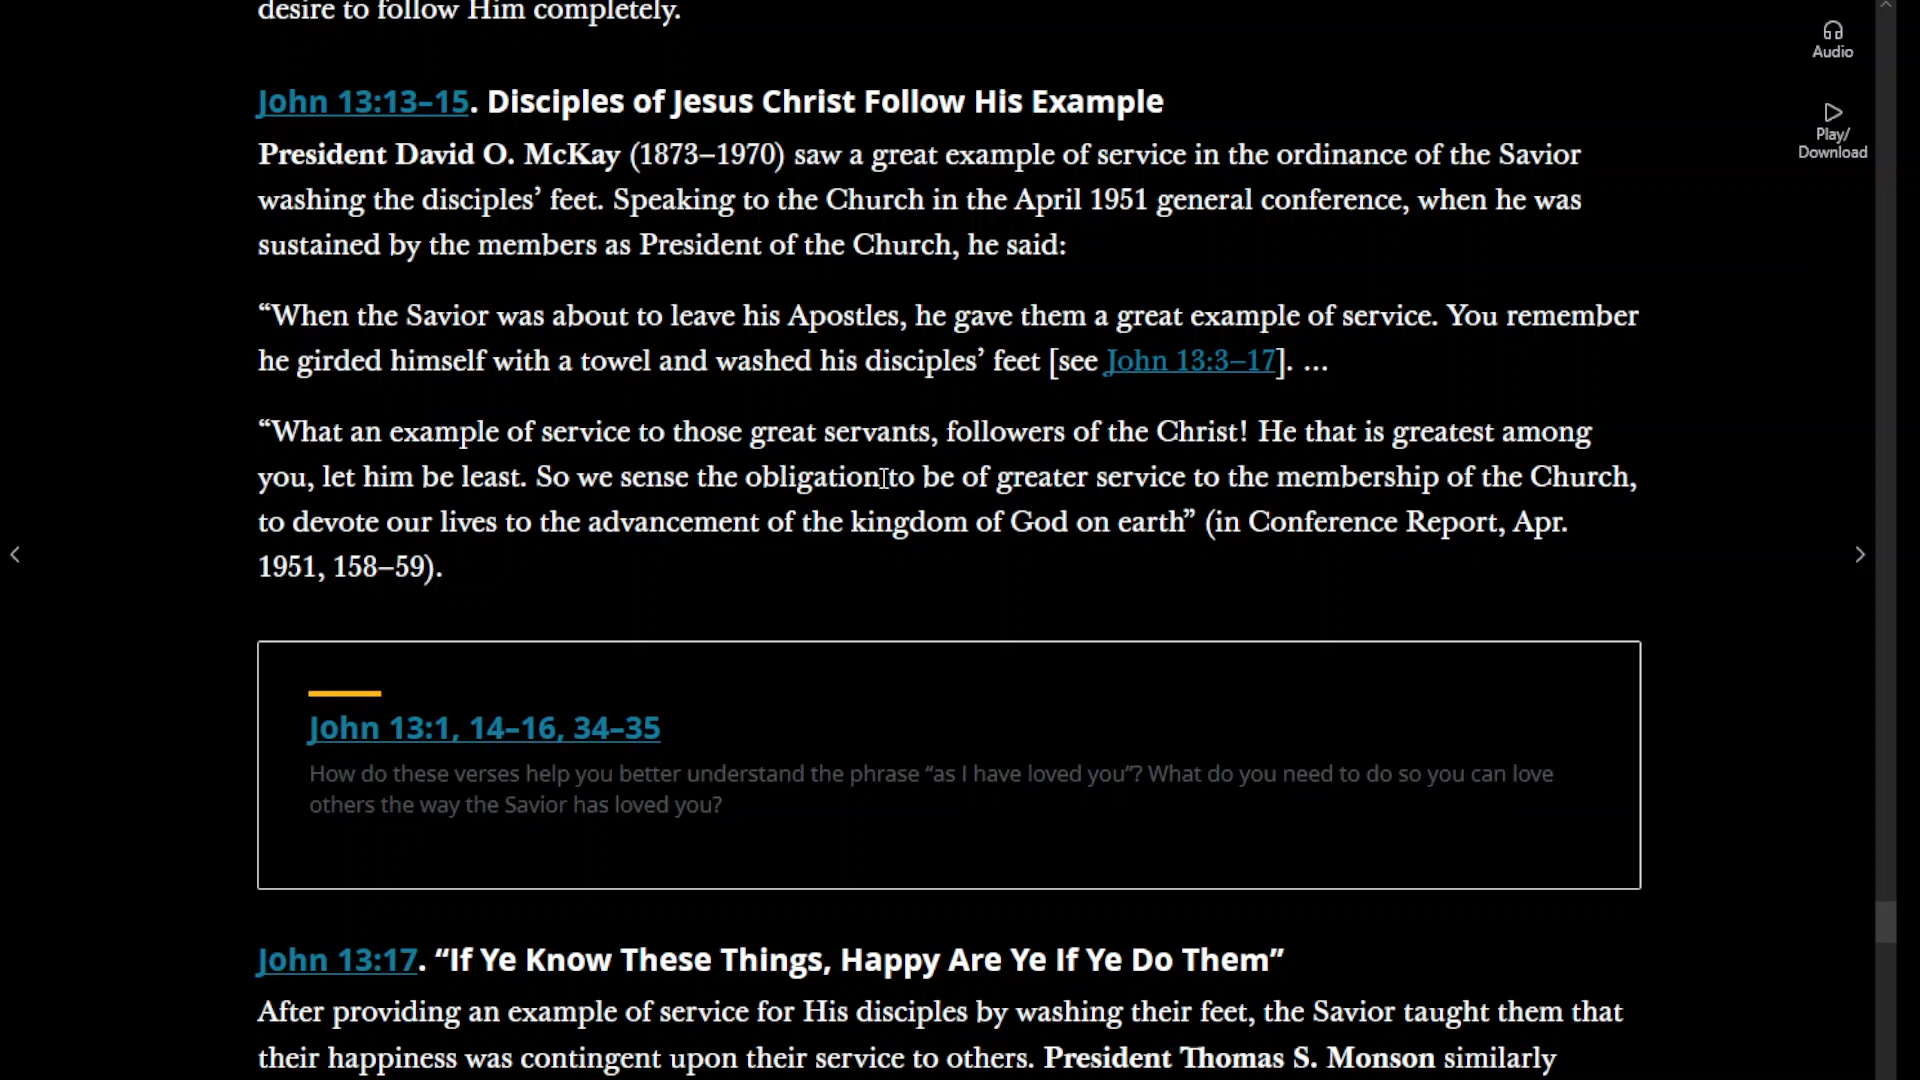 desire to follow Him completely.
Audio
Play/
Download
John 13:13–15. Disciples of Jesus Christ Follow His Example
President David O. McKay (1873–1970) saw a great example of service in the ordinance of the Savior
washing the disciples’ feet. Speaking to the Church in the April 1951 general conference, when he was
sustained by the members as President of the Church, he said:
“When the Savior was about to leave his Apostles, he gave them a great example of service. You remember
he girded himself with a towel and washed his disciples’ feet [see John 13:3–17]. …
“What an example of service to those great servants, followers of the Christ! He that is greatest among
you, let him be least. So we sense the obligation to be of greater service to the membership of the Church,
to devote our lives to the advancement of the kingdom of God on earth” (in Conference Report, Apr.
1951, 158–59).
John 13:1, 14–16, 34–35
How do these verses help you better understand the phrase “as I have loved you”? What do you need to do so you can love
others the way the Savior has loved you?
John 13:17. “If Ye Know These Things, Happy Are Ye If Ye Do Them”
After providing an example of service for His disciples by washing their feet, the Savior taught them that
their happiness was contingent upon their service to others. President Thomas S. Monson similarly